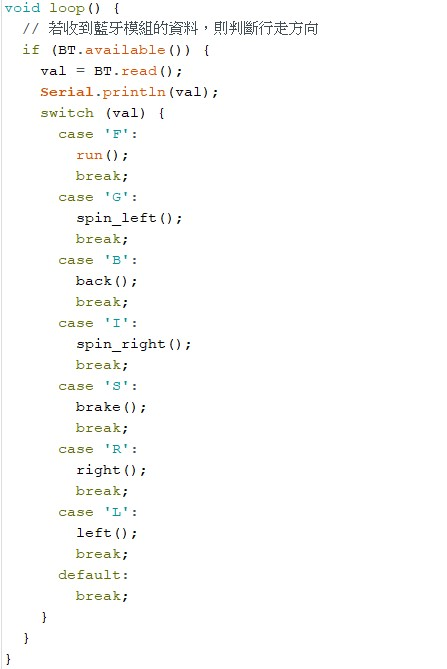 void loop() {
  // 若收到藍牙模組的資料，則判斷行走方向
  if (BT.available()) {
    val = BT.read();
    Serial.println(val);
    switch (val) {
      case 'F':
        run();
        break;
      case 'G':
        spin_left();
        break;
      case 'B':
        back();
        break;
      case 'I':
        spin_right();
        break;
      case 'S':
        brake();
        break;
      case 'R':
        right();
        break;
      case 'L':
        left();
        break;
      default:
        break;
    }
  }
}